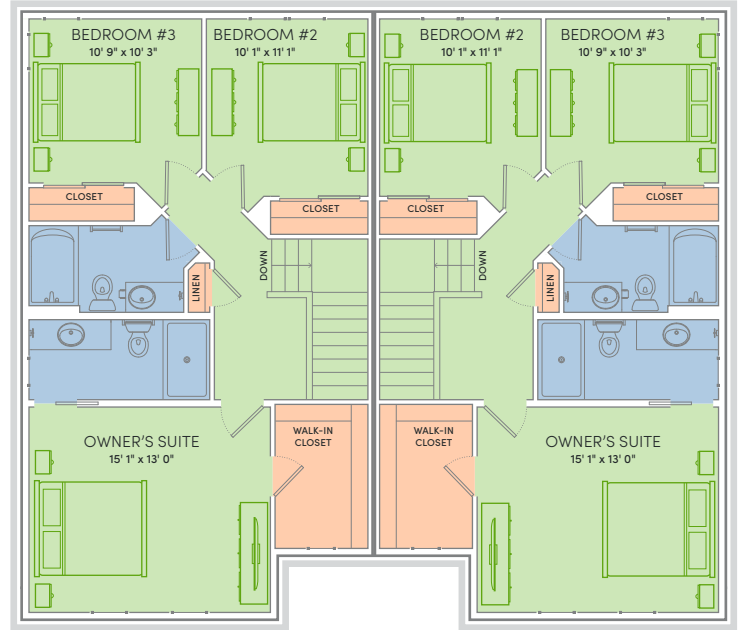 BEDROOM #3
10' 9" x 10' 3"
BEDROOM #2
10' 1" x 11' 1"
BEDROOM #2
10' 1" x 11' 1"
BEDROOM #3
10' 9" x 10' 3"
CLOSET
CLOSET
CLOSET
CLOSET
LINEN
DOWN
DOWN
LINEN
OWNER'S SUITE
15' 1" x 13' 0"
WALK-IN
CLOSET
WALK-IN
CLOSET
OWNER'S SUITE
15' 1" x 13' 0"